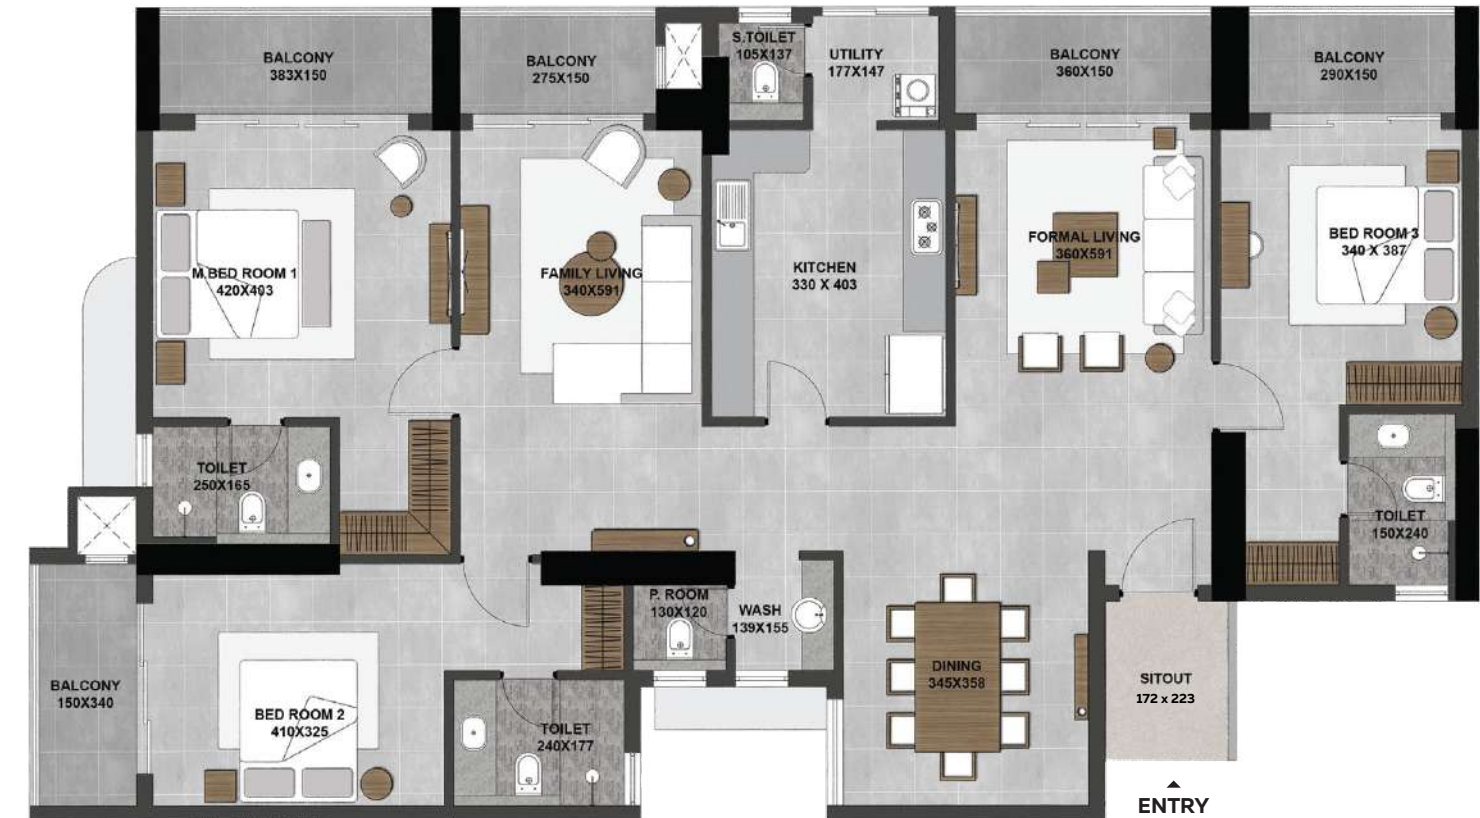 BALCONY
383X150
BALCONY
275X150
S.TOILET
105X137
UTILITY
177X147
BALCONY
360X150
BALCONY
290X150
M.BED ROOM 1
420X403
FAMILY LIVING
340X591
KITCHEN
330 X 403
FORMAL LIVING
360X591
BED ROOM 3
340 X 387
TOILET
250X165
TOILET
150X240
P. ROOM
130X120
WASH
139X155
BALCONY
150X340
BED ROOM 2
410X325
TOILET
240X177
DINING
345X358
SITOUT
172 x 223
ENTRY